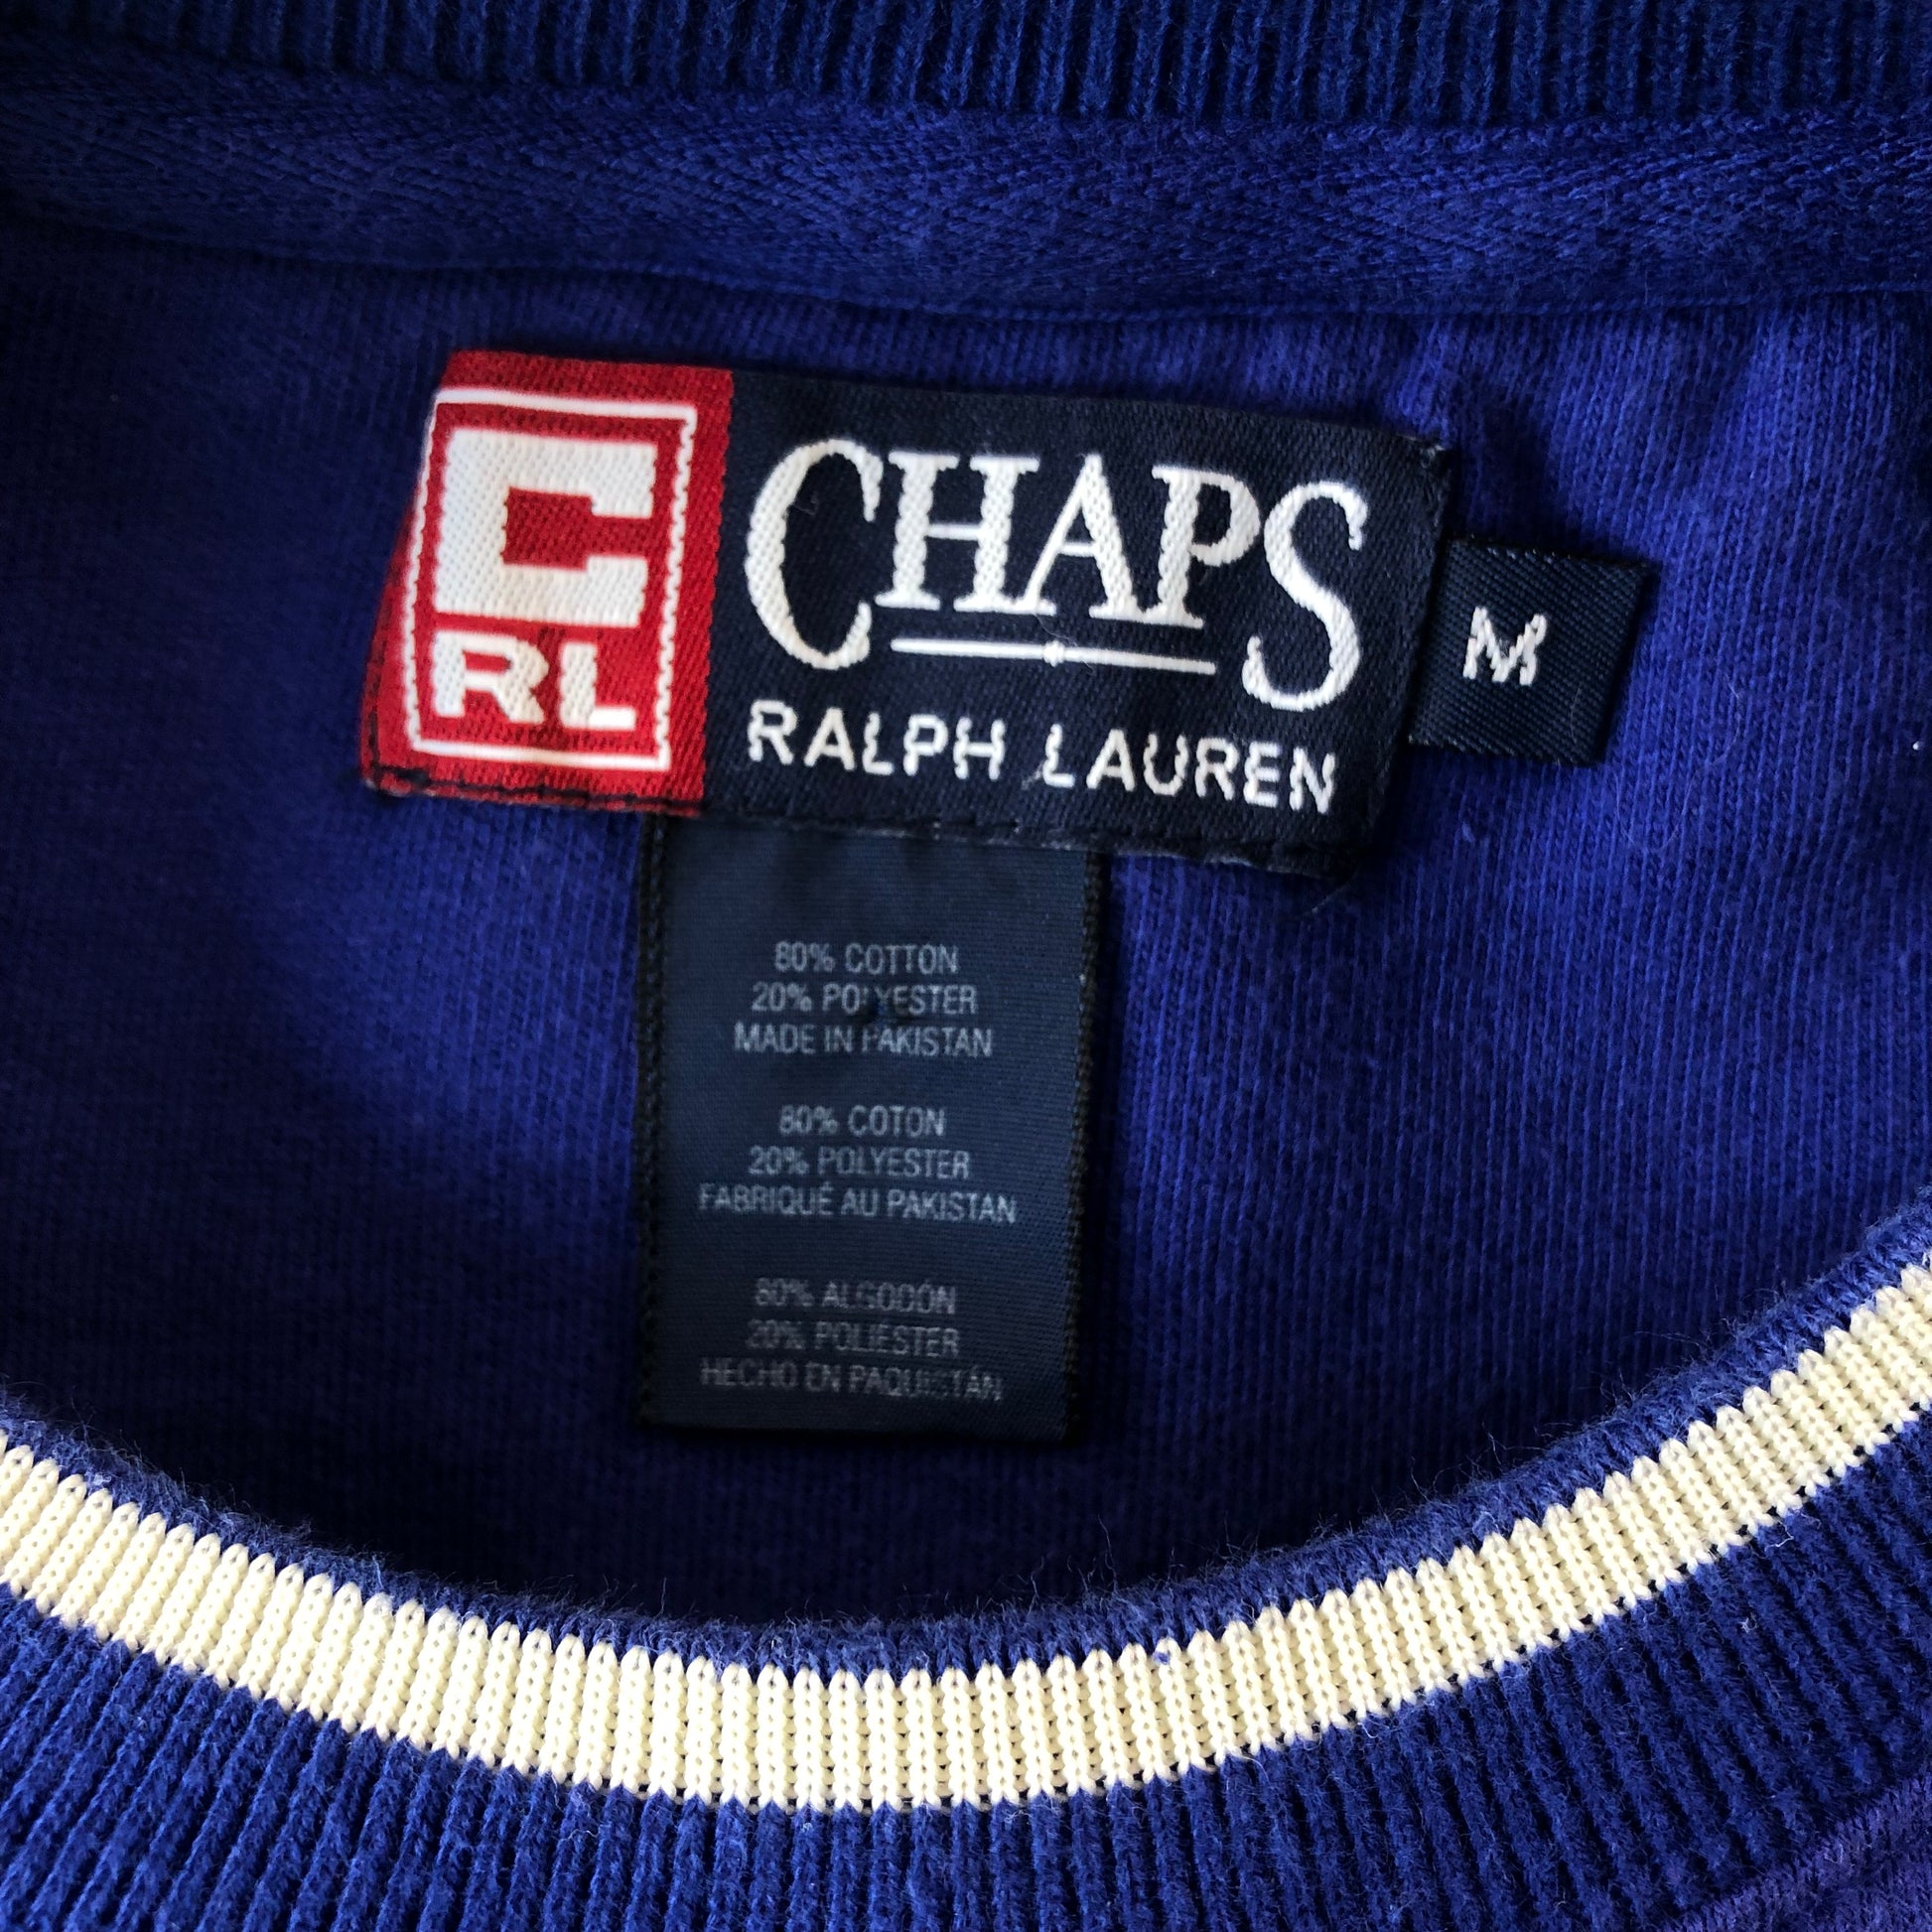 C
RL
CHAPS
RALPH LAUREN
M
80% COTTON
20% POLYESTER
MADE IN PAKISTAN
80% COTON
20% POLYESTER
FABRIQUÉ AU PAKISTAN
80% ALGODÓN
20% POLIÉSTER
HECHO EN PAQUISTÁN